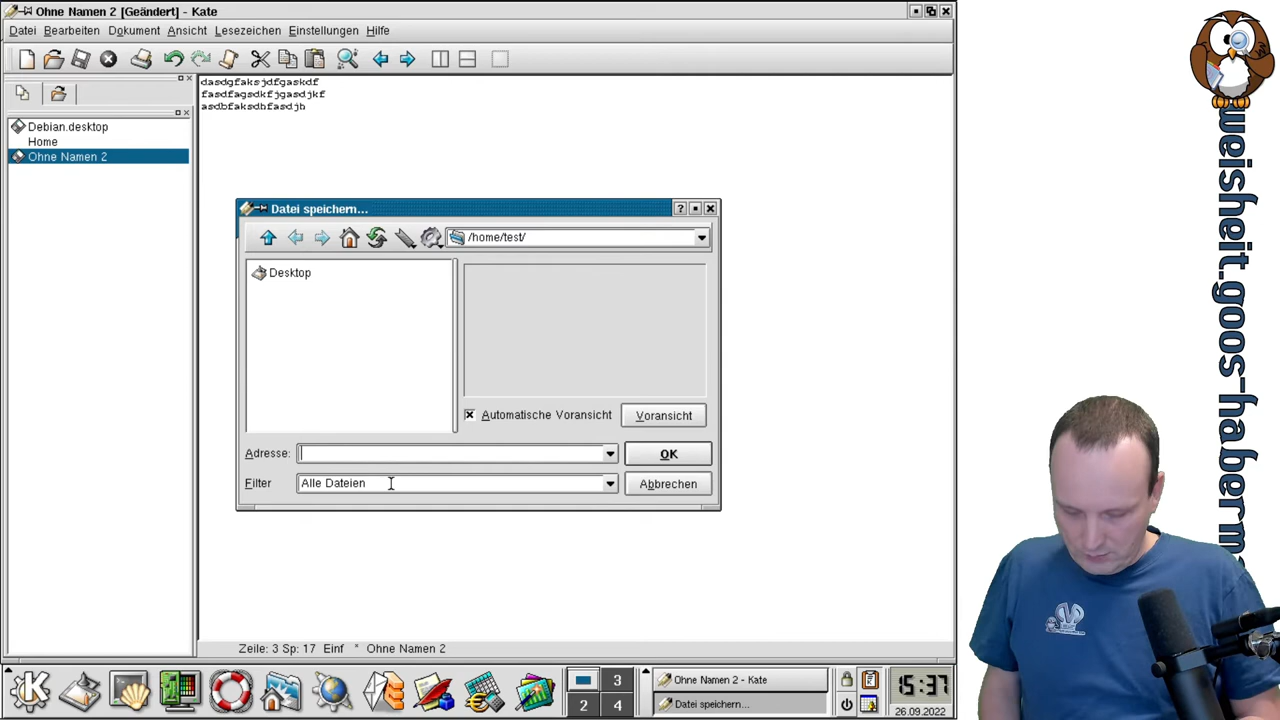 Ohne Namen 2 [Geändert] - Kate
Datei Bearbeiten Dokument Ansicht Lesezeichen Einstellungen Hilfe
dasdgfaksjdfgaskdf
fasdfagsdkfjgasdjkf
asdbfaksdbfasdjh
Debian.desktop
Home
Ohne Namen 2
Datei speichern...
/home/test/
Desktop
Automatische Voransicht
Voransicht
Adresse:
OK
Filter
Alle Dateien
Abbrechen
Zeile: 3 Sp: 17 Einf * Ohne Namen 2
3
2
4
Ohne Namen 2 - Kate
Datei speichern...
15:37
26.09.2022
weisheit.goos-haberm